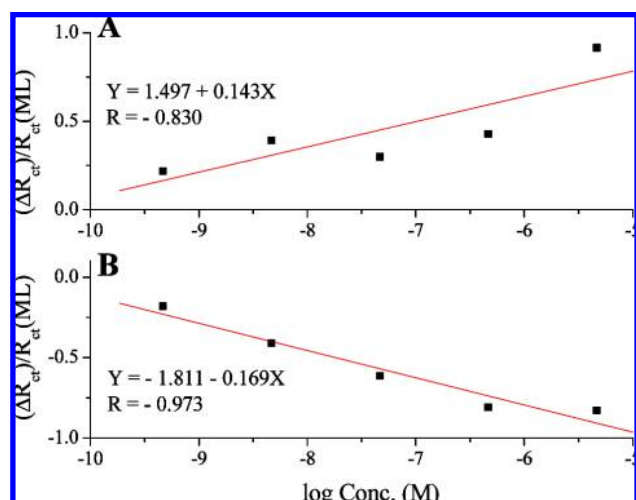 A
1.0
0.5
0.0
(ΔR_ct)/R_ct (ML)
Y = 1.497 + 0.143X
R = - 0.830
-10 -9 -8 -7 -6 -5
B
0.0
-0.5
-1.0
(ΔR_ct)/R_ct (ML)
Y = - 1.811 - 0.169X
R = - 0.973
-10 -9 -8 -7 -6 -5
log Conc. (M)